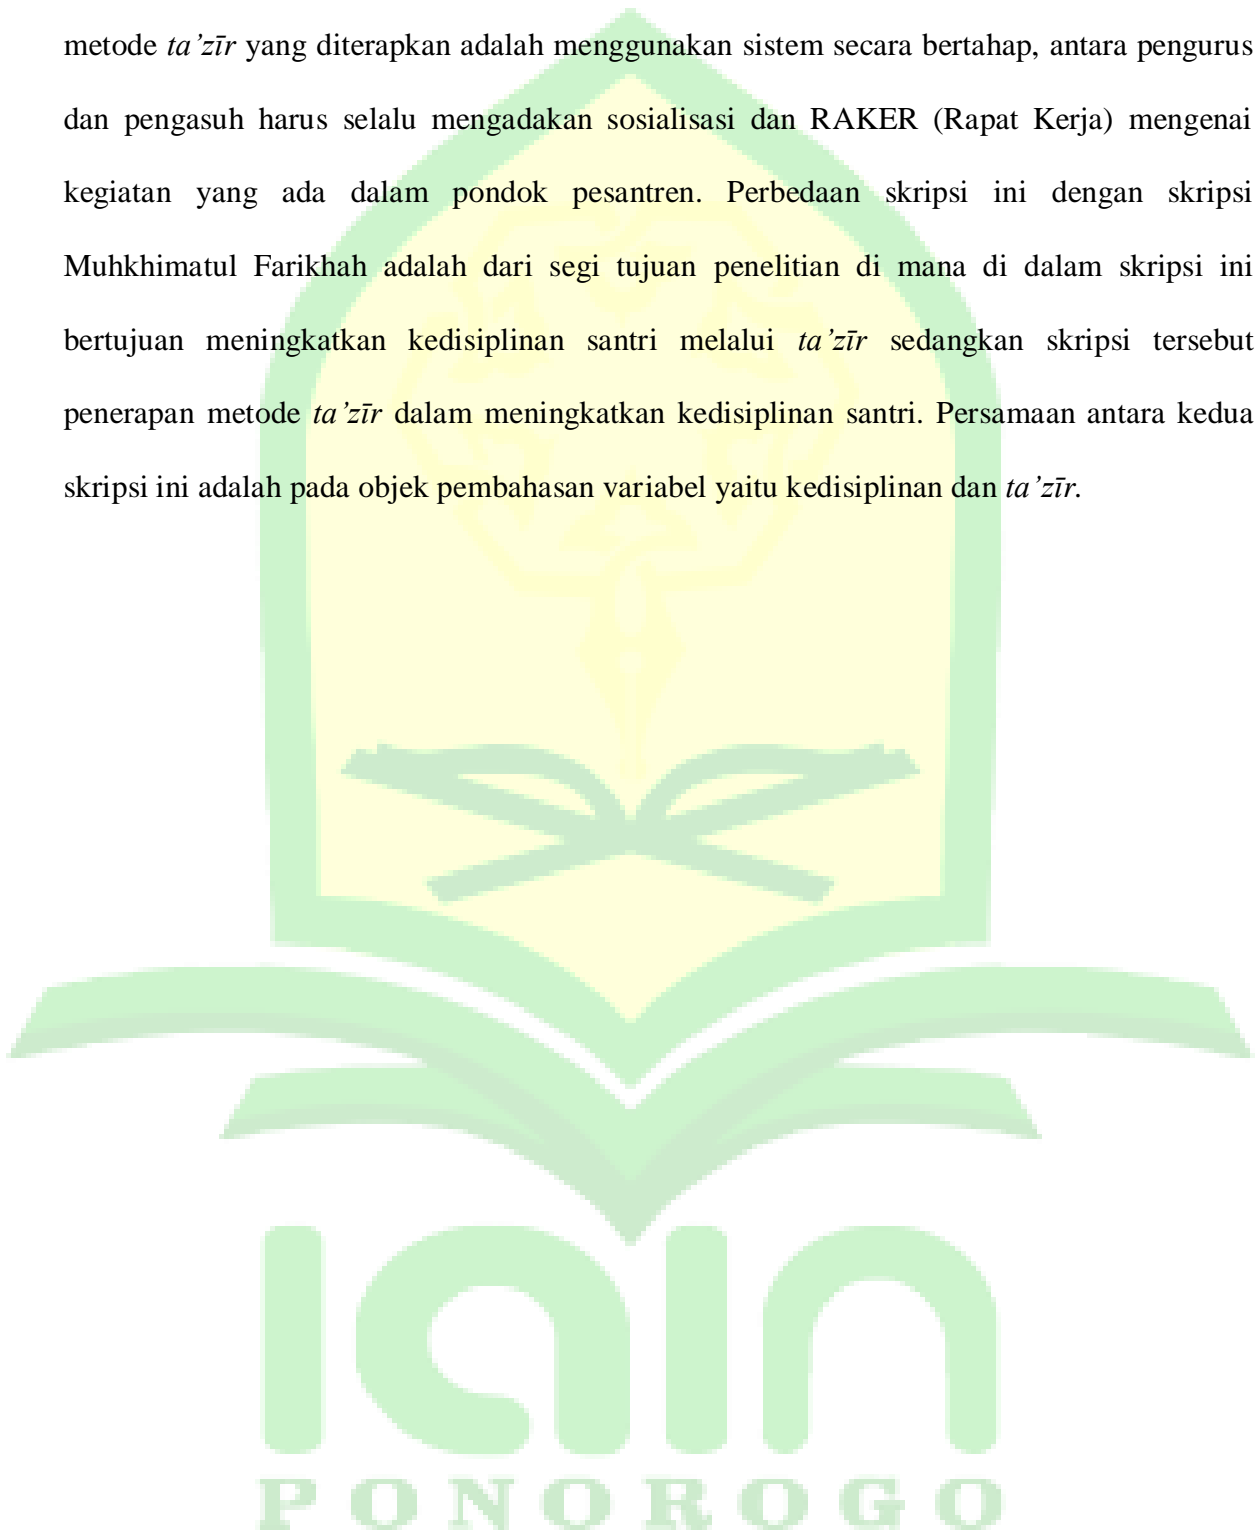 metode ta’zīr yang diterapkan adalah menggunakan sistem secara bertahap, antara pengurus
dan pengasuh harus selalu mengadakan sosialisasi dan RAKER (Rapat Kerja) mengenai
kegiatan yang ada dalam pondok pesantren. Perbedaan skripsi ini dengan skripsi
Muhkhimatul Farikhah adalah dari segi tujuan penelitian di mana di dalam skripsi ini
bertujuan meningkatkan kedisiplinan santri melalui ta’zīr sedangkan skripsi tersebut
penerapan metode ta’zīr dalam meningkatkan kedisiplinan santri. Persamaan antara kedua
skripsi ini adalah pada objek pembahasan variabel yaitu kedisiplinan dan ta’zīr.
iain
PONOROGO